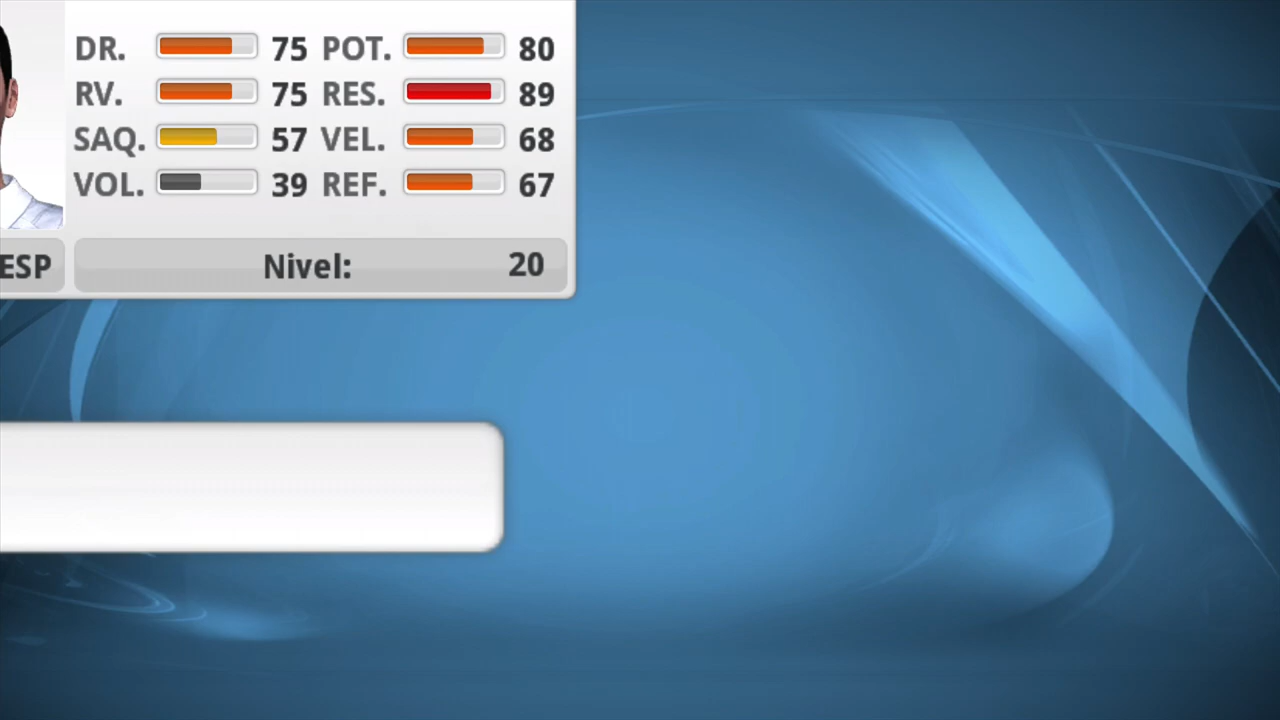 DR. 75 POT. 80
RV. 75 RES. 89
SAQ. 57 VEL. 68
VOL. 39 REF. 67
ESP Nivel: 20